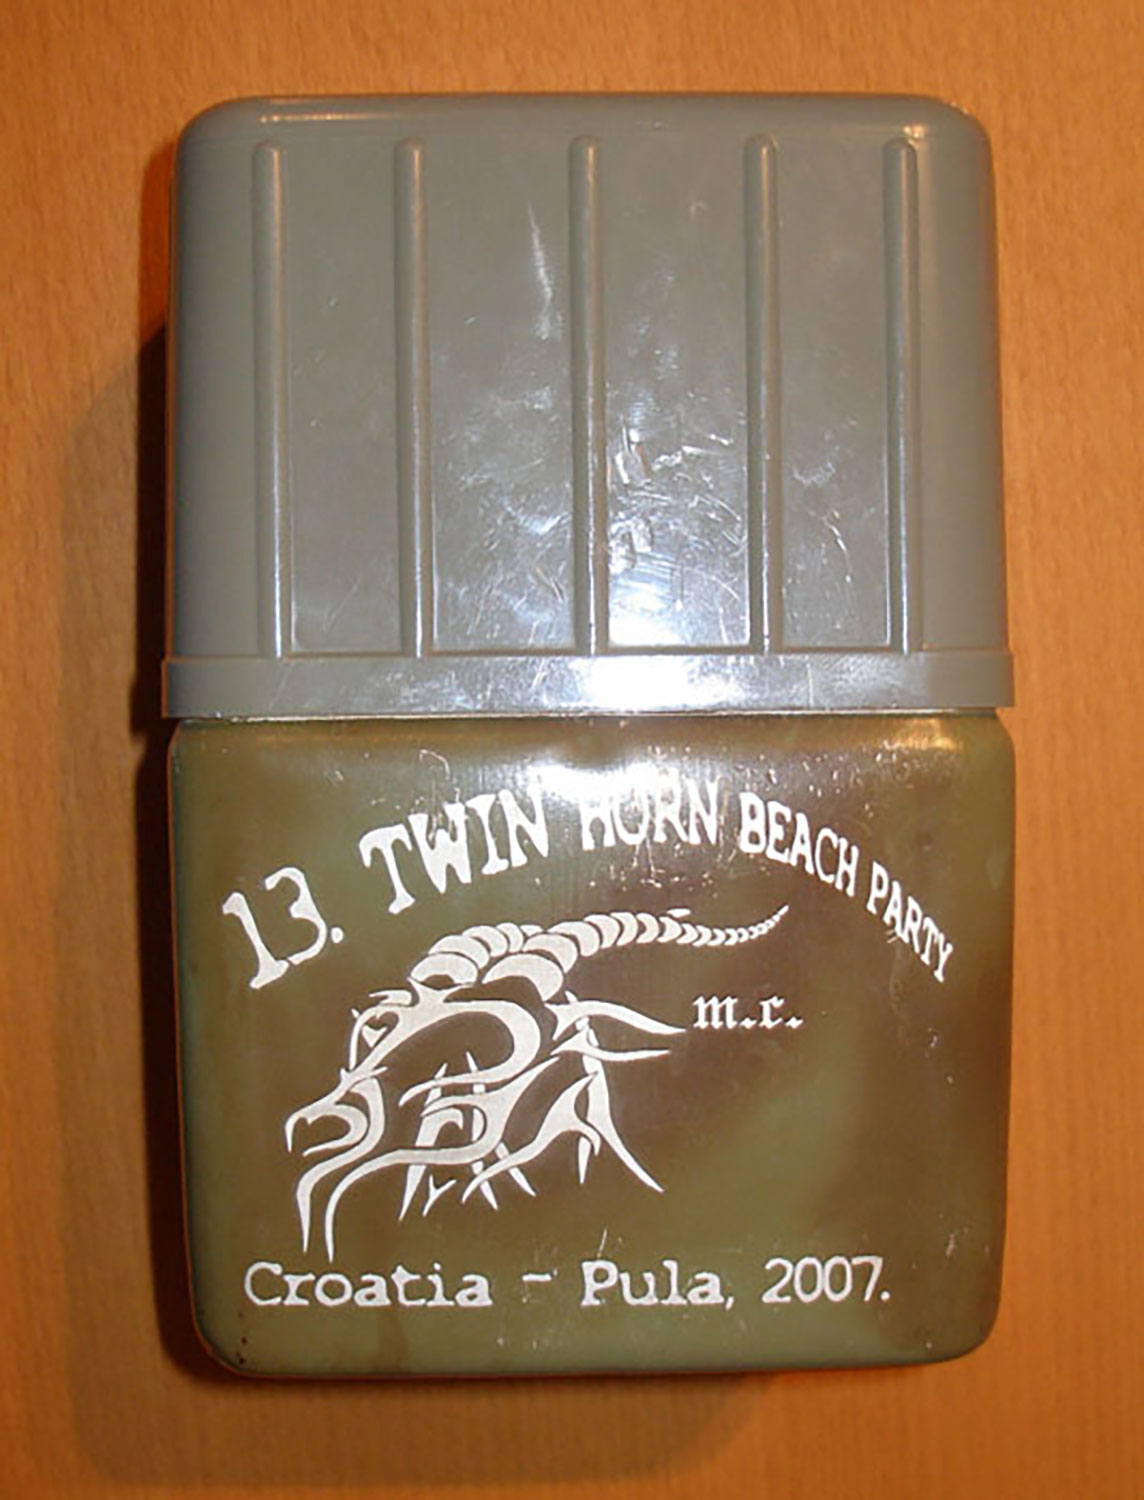 13. TWIN HORN BEACH PARTY
m.c.
Croatia - Pula, 2007.